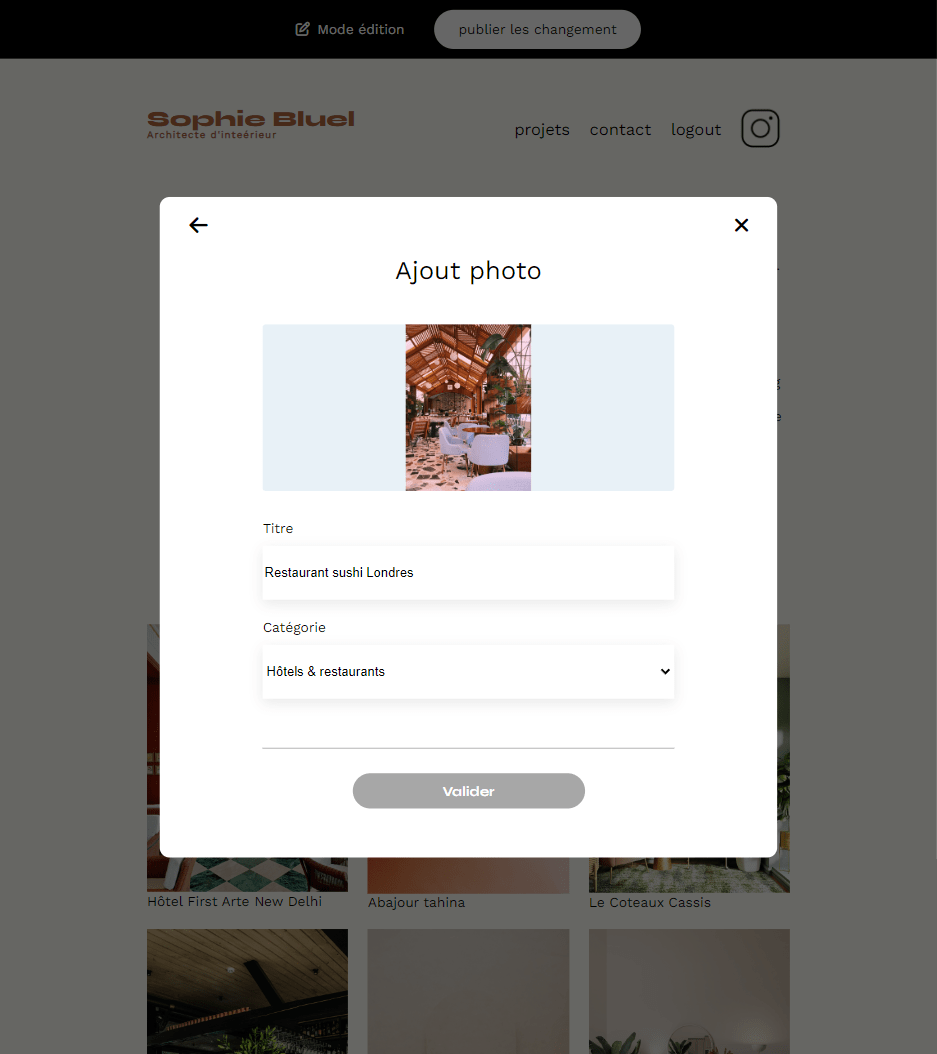 Mode édition
publier les changement
Sophie Bluel
Architecte d'inteérieur
projets
contact
logout
Ajout photo
Titre
Restaurant sushi Londres
Catégorie
Hôtels & restaurants
Valider
Hôtel First Arte New Delhi
Abajour tahina
Le Coteaux Cassis